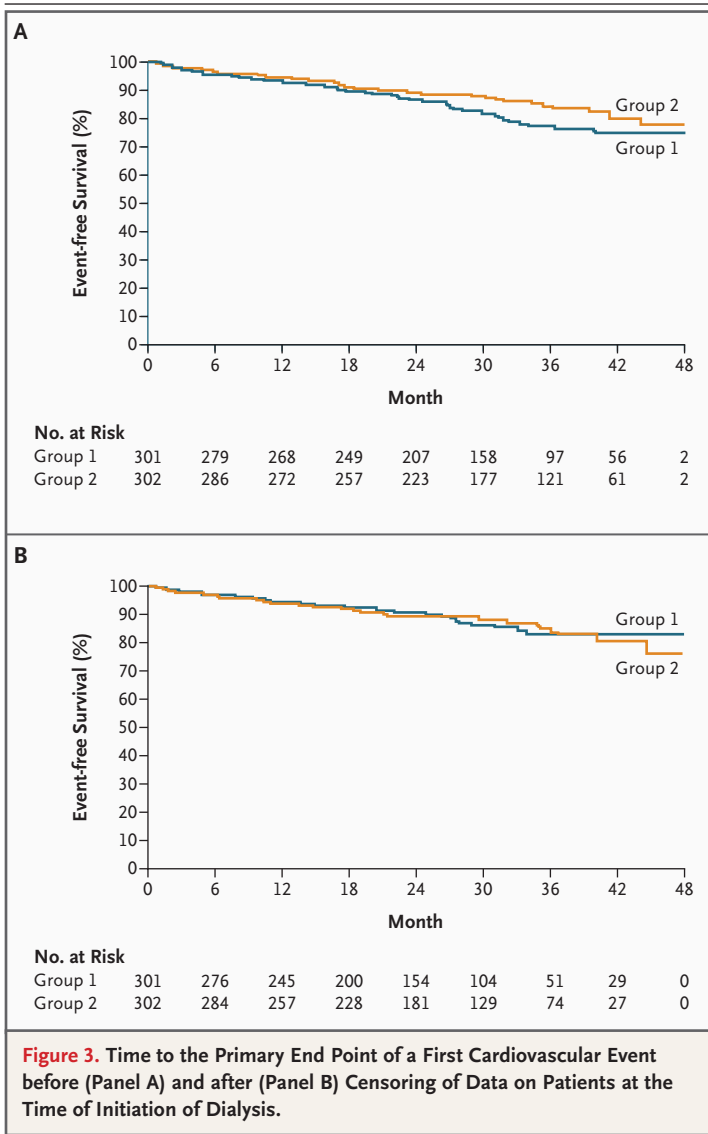 A
100
90
80
70
60
50
40
30
20
10
0
Event-free Survival (%)
Group 2
Group 1
0 6 12 18 24 30 36 42 48
Month
No. at Risk
Group 1 301 279 268 249 207 158 97 56 2
Group 2 302 286 272 257 223 177 121 61 2
B
100
90
80
70
60
50
40
30
20
10
0
Event-free Survival (%)
Group 1
Group 2
0 6 12 18 24 30 36 42 48
Month
No. at Risk
Group 1 301 276 245 200 154 104 51 29 0
Group 2 302 284 257 228 181 129 74 27 0
Figure 3. Time to the Primary End Point of a First Cardiovascular Event
before (Panel A) and after (Panel B) Censoring of Data on Patients at the
Time of Initiation of Dialysis.